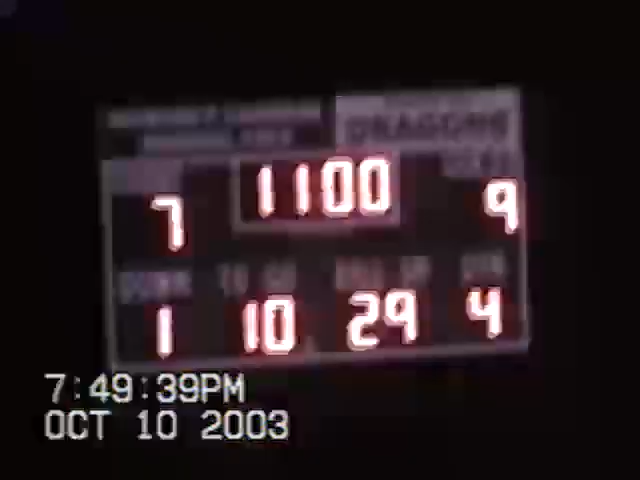 DRAGONS
1100
7
9
DOWN TO GO BALL ON QTR
1 10 29 4
7:49:39PM
OCT 10 2003